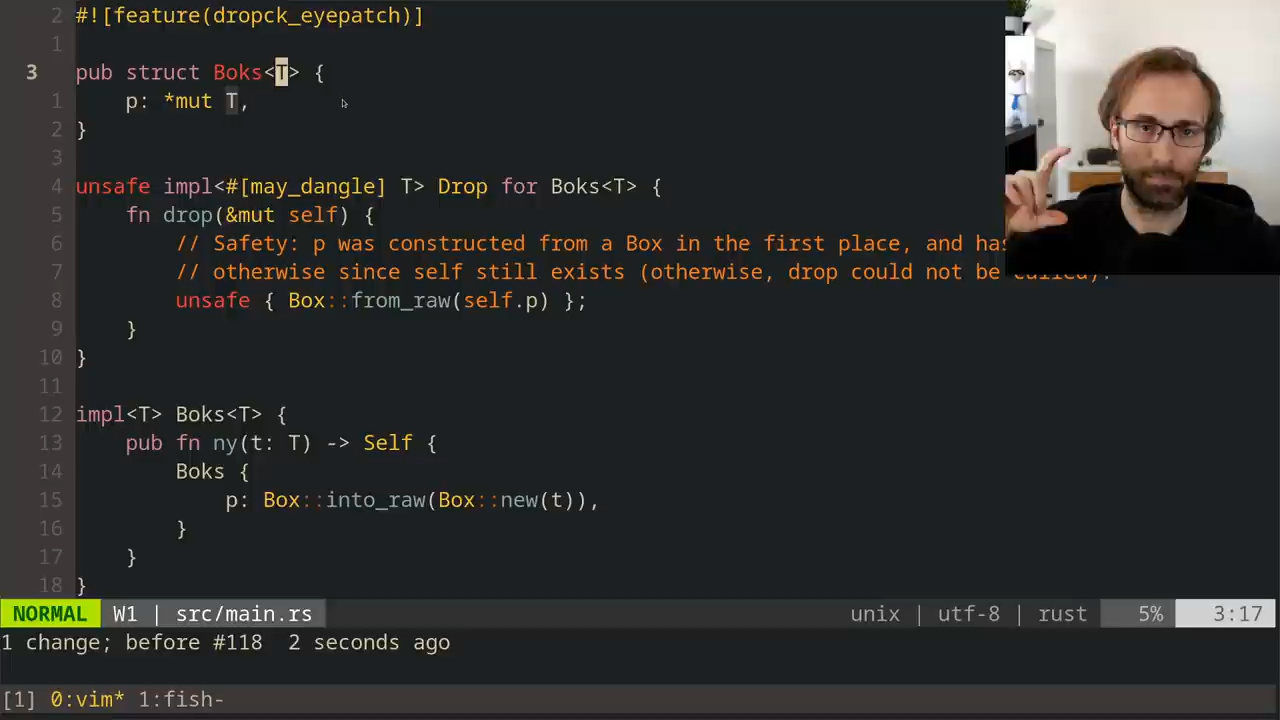 2 #![feature(dropck_eyepatch)]
1
3 pub struct Boks<T> {
1 p: *mut T,
2 }
3
4 unsafe impl<#[may_dangle] T> Drop for Boks<T> {
5 fn drop(&mut self) {
6 // Safety: p was constructed from a Box in the first place, and has
7 // otherwise since self still exists (otherwise, drop could not be called).
8 unsafe { Box::from_raw(self.p) };
9 }
10 }
11
12 impl<T> Boks<T> {
13 pub fn ny(t: T) -> Self {
14 Boks {
15 p: Box::into_raw(Box::new(t)),
16 }
17 }
18 }
NORMAL W1 | src/main.rs unix | utf-8 | rust 5% 3:17
1 change; before #118 2 seconds ago
[1] 0:vim* 1:fish-